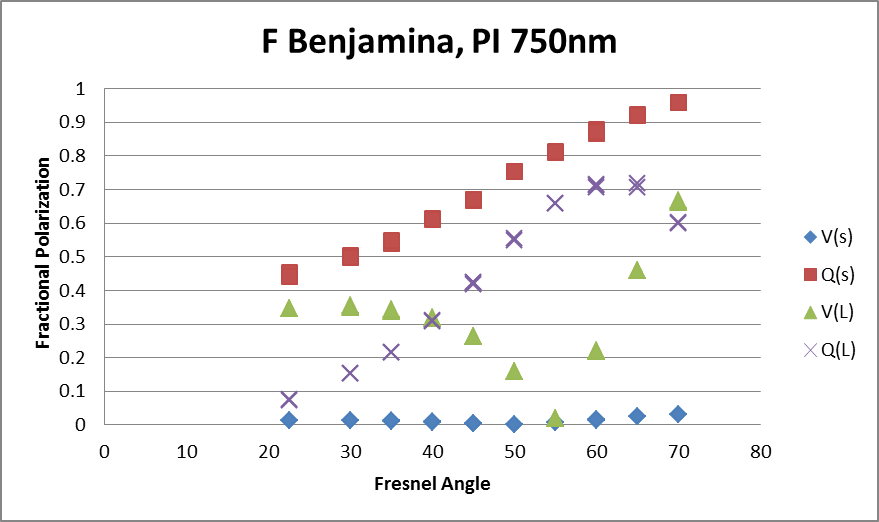 F Benjamina, PI 750nm
1
0.9
0.8
0.7
0.6
0.5
0.4
0.3
0.2
0.1
0
Fractional Polarization
0 10 20 30 40 50 60 70 80
Fresnel Angle
V(s)
Q(s)
V(L)
Q(L)